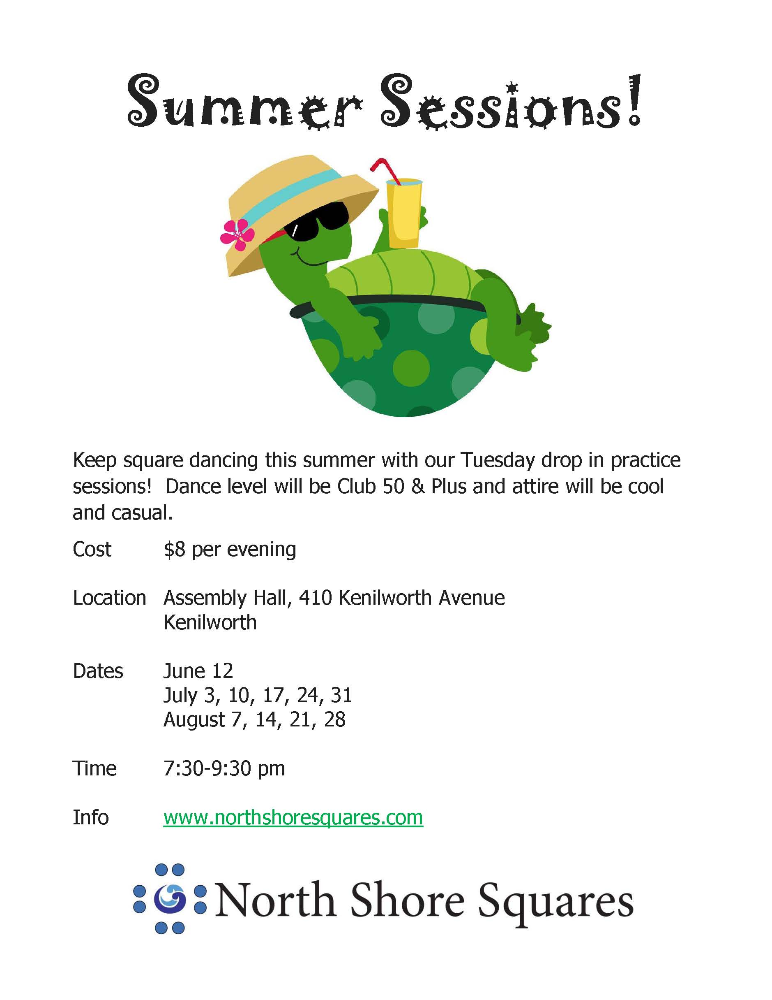 Summer Sessions!
Keep square dancing this summer with our Tuesday drop in practice
sessions!  Dance level will be Club 50 & Plus and attire will be cool
and casual.
Cost $8 per evening
Location Assembly Hall, 410 Kenilworth Avenue
Kenilworth
Dates June 12
July 3, 10, 17, 24, 31
August 7, 14, 21, 28
Time 7:30-9:30 pm
Info www.northshoresquares.com
North Shore Squares